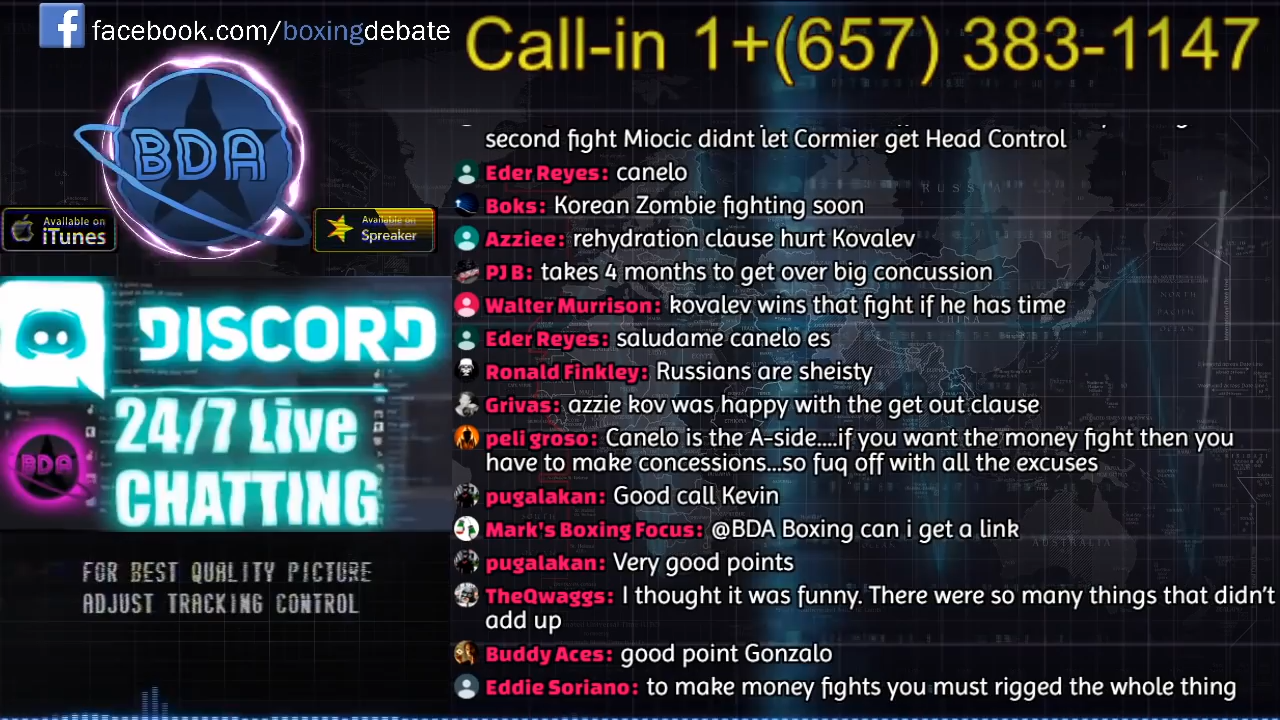 facebook.com/boxingdebate
Call-in 1+(657) 383-1147
BDA
Available on
iTunes
Available on
Spreaker
DISCORD
24/7 Live
CHATTING
BDA
FOR BEST QUALITY PICTURE
ADJUST TRACKING CONTROL
second fight Miocic didnt let Cormier get Head Control
Eder Reyes: canelo
Boks: Korean Zombie fighting soon
Azziee: rehydration clause hurt Kovalev
PJ B: takes 4 months to get over big concussion
Walter Murrison: kovalev wins that fight if he has time
Eder Reyes: saludame canelo es
Ronald Finkley: Russians are sheisty
Grivas: azzie kov was happy with the get out clause
peli groso: Canelo is the A-side....if you want the money fight then you
have to make concessions...so fuq off with all the excuses
pugalakan: Good call Kevin
Mark's Boxing Focus: @BDA Boxing can i get a link
pugalakan: Very good points
TheQwaggs: I thought it was funny. There were so many things that didn't
add up
Buddy Aces: good point Gonzalo
Eddie Soriano: to make money fights you must rigged the whole thing
RUSSIA
CHINA
NORTH
PACIFIC
OCEAN
AUSTRALIA